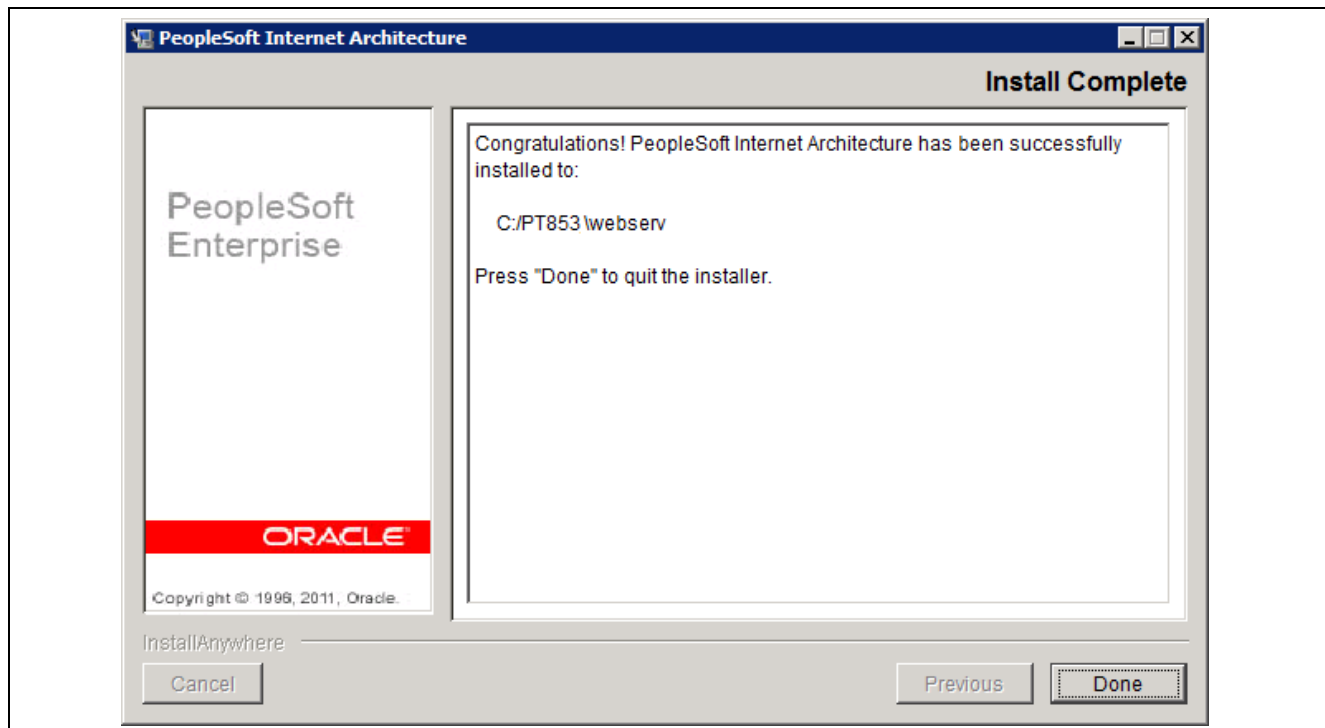 PeopleSoft Internet Architecture
Install Complete
PeopleSoft
Enterprise
ORACLE
Copyright © 1996, 2011, Oracle.
Congratulations! PeopleSoft Internet Architecture has been successfully
installed to:
C:/PT853\webserv
Press "Done" to quit the installer.
InstallAnywhere
Cancel
Previous
Done